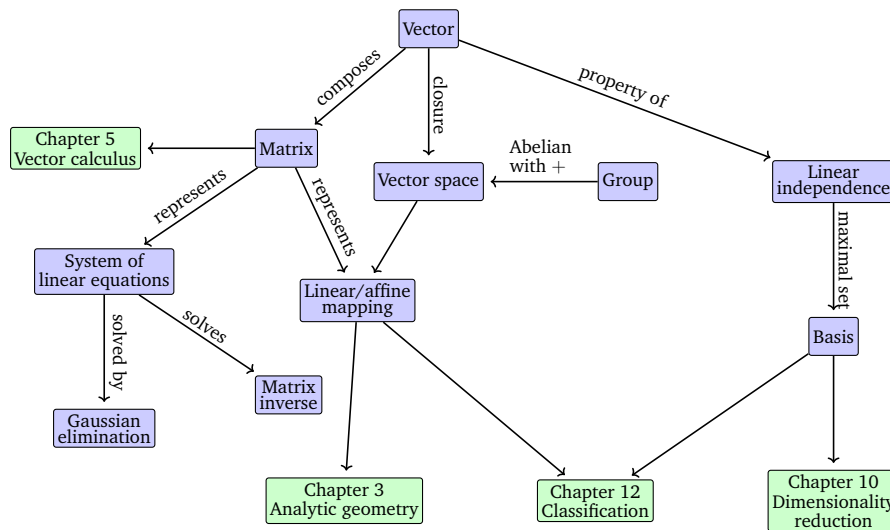 Vector
composes
closure
property of
Chapter 5
Vector calculus
Matrix
Abelian
with +
Vector space
Group
Linear
independence
represents
represents
maximal set
System of
linear equations
Linear/affine
mapping
solved by
solves
Basis
Matrix
inverse
Gaussian
elimination
Chapter 3
Analytic geometry
Chapter 12
Classification
Chapter 10
Dimensionality
reduction